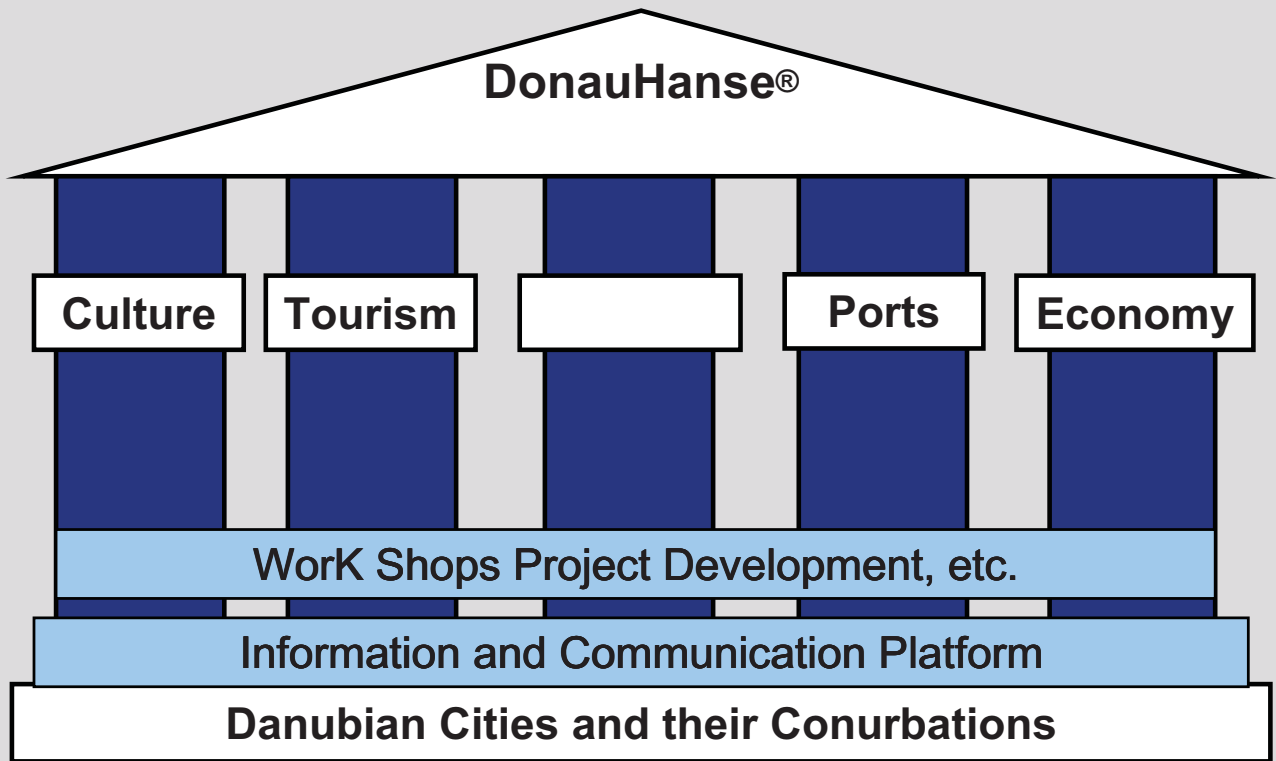 DonauHanse®
Culture
Tourism
Ports
Economy
WorK Shops Project Development, etc.
Information and Communication Platform
Danubian Cities and their Conurbations